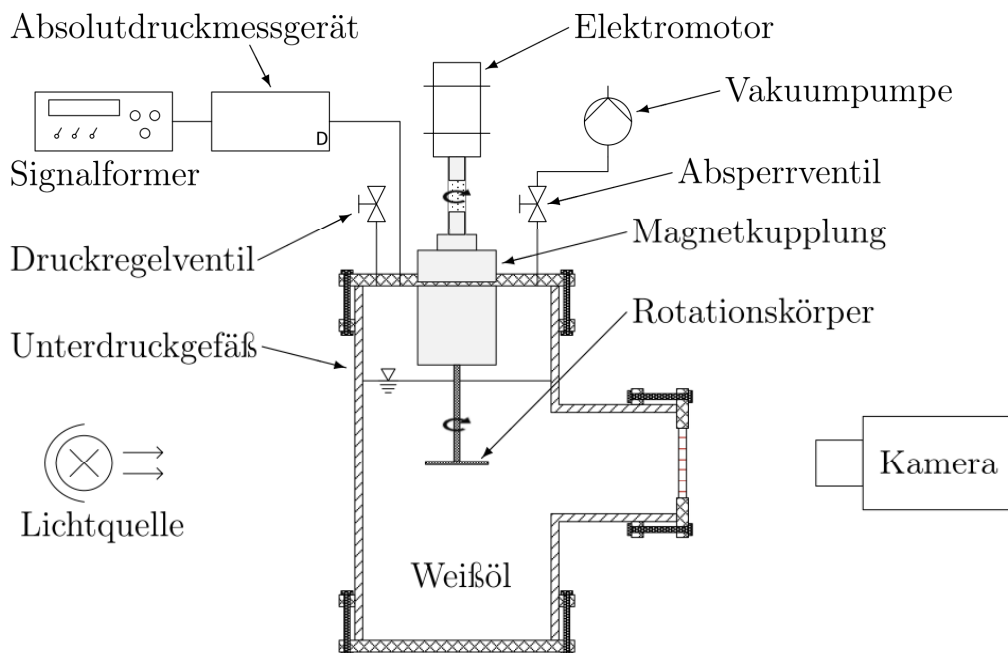 Absolutdruckmessgerät
Elektromotor
Vakuumpumpe
D
Signalformer
Absperrventil
Magnetkupplung
Druckregelventil
Rotationskörper
Unterdruckgefäß
Kamera
Lichtquelle
Weißöl